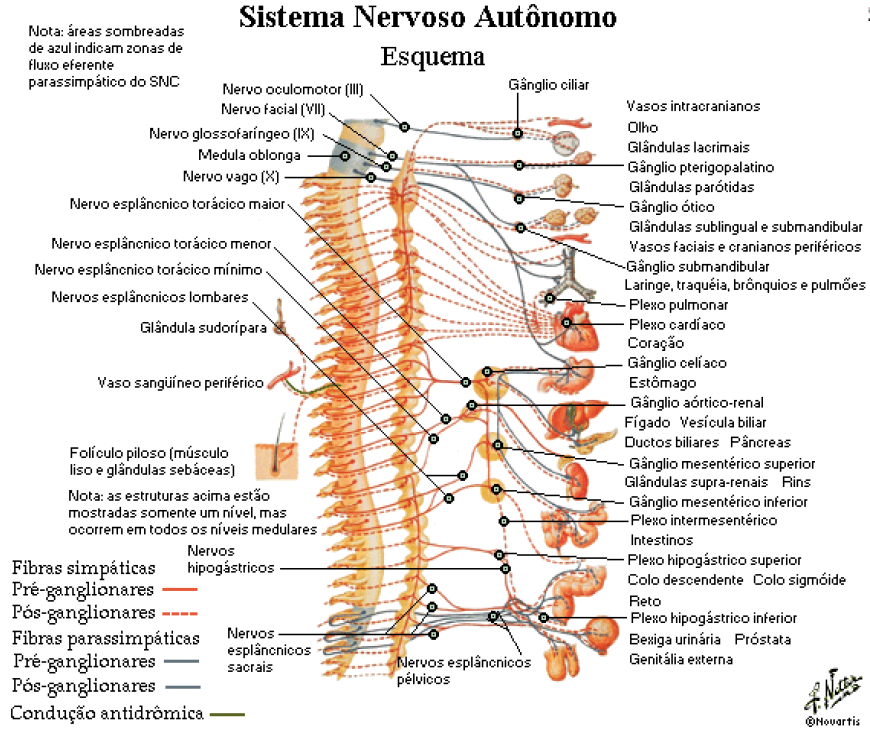 Sistema Nervoso Autônomo
Esquema
Nota: áreas sombreadas
de azul indicam zonas de
fluxo eferente
parassimpático do SNC
Nervo oculomotor (III)
Nervo facial (VII)
Nervo glossofaríngeo (IX)
Medula oblonga
Nervo vago (X)
Nervo esplâncnico torácico maior
Nervo esplâncnico torácico menor
Nervo esplâncnico torácico mínimo
Nervos esplâncnicos lombares
Glândula sudorípara
Vaso sangüíneo periférico
Folículo piloso (músculo
liso e glândulas sebáceas)
Nota: as estruturas acima estão
mostradas somente um nível, mas
ocorrem em todos os níveis medulares
Nervos
hipogástricos
Fibras simpáticas
Pré-ganglionares
Pós-ganglionares
Fibras parassimpáticas
Pré-ganglionares
Pós-ganglionares
Condução antidrômica
Nervos
esplâncnicos
sacrais
Nervos esplâncnicos
pélvicos
Gânglio ciliar
Vasos intracranianos
Olho
Glândulas lacrimais
Gânglio pterigopalatino
Glândulas parótidas
Gânglio ótico
Glândulas sublingual e submandibular
Vasos faciais e cranianos periféricos
Gânglio submandibular
Laringe, traquéia, brônquios e pulmões
Plexo pulmonar
Plexo cardíaco
Coração
Gânglio celíaco
Estômago
Gânglio aórtico-renal
Fígado Vesícula biliar
Ductos biliares Pâncreas
Gânglio mesentérico superior
Glândulas supra-renais Rins
Gânglio mesentérico inferior
Plexo intermesentérico
Intestinos
Plexo hipogástrico superior
Colo descendente Colo sigmóide
Reto
Plexo hipogástrico inferior
Bexiga urinária Próstata
Genitália externa
©Novartis